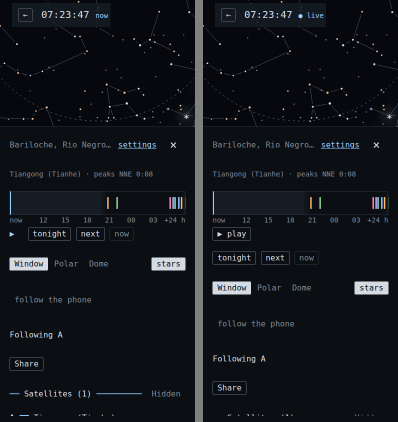 ← 07:23:47 now
Bariloche, Rio Negro… settings ×
Tiangong (Tianhe) · peaks NNE 0:08
now 12 15 18 21 00 03 +24 h
▶ tonight next now
Window Polar Dome stars
follow the phone
Following A
Share
Satellites (1) Hidden
← 07:23:47 ● live
Bariloche, Rio Negro… settings ×
Tiangong (Tianhe) · peaks NNE 0:08
now 12 15 18 21 00 03 +24 h
▶ play
tonight next now
Window Polar Dome stars
follow the phone
Following A
Share